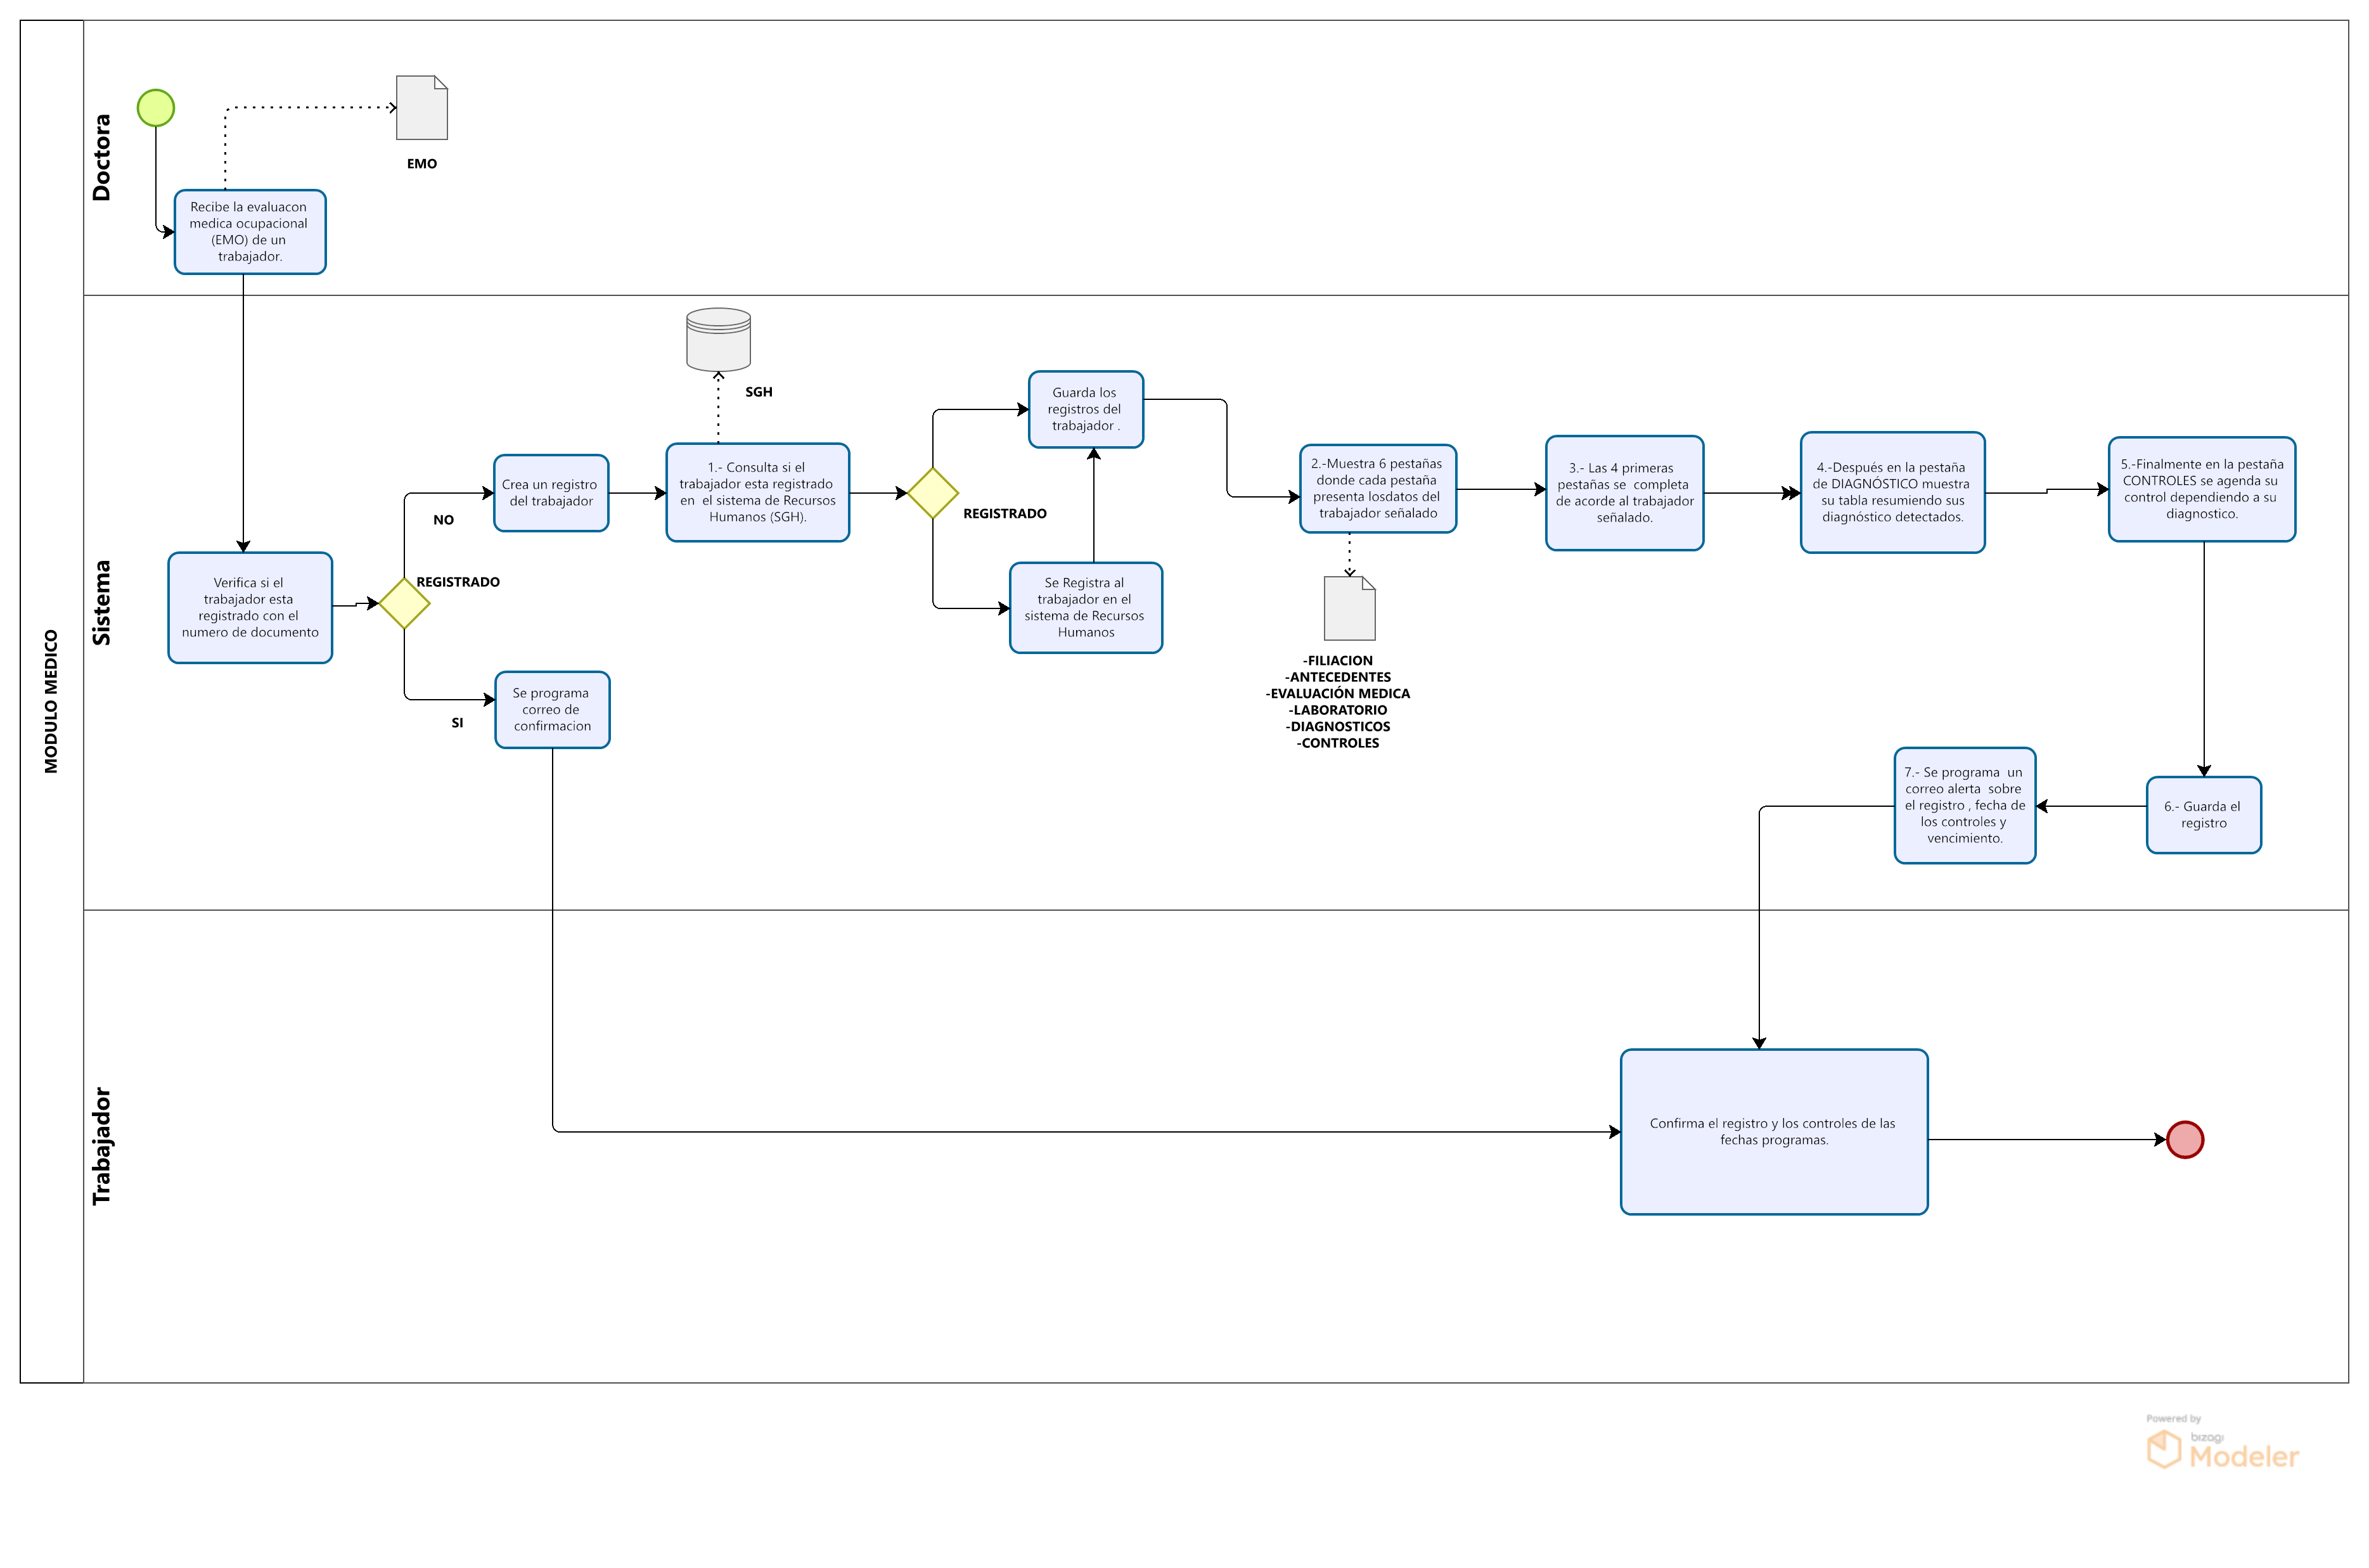 MODULO MEDICO
Doctora
EMO
Recibe la evaluacon
medica ocupacional
(EMO) de un
trabajador.
Sistema
SGH
Verifica si el
trabajador esta
registrado con el
numero de documento
REGISTRADO
NO
SI
Crea un registro
del trabajador
Se programa
correo de
confirmacion
1.- Consulta si el
trabajador esta registrado
en el sistema de Recursos
Humanos (SGH).
REGISTRADO
Guarda los
registros del
trabajador .
Se Registra al
trabajador en el
sistema de Recursos
Humanos
2.-Muestra 6 pestañas
donde cada pestaña
presenta losdatos del
trabajador señalado
-FILIACION
-ANTECEDENTES
-EVALUACIÓN MEDICA
-LABORATORIO
-DIAGNOSTICOS
-CONTROLES
3.- Las 4 primeras
pestañas se completa
de acorde al trabajador
señalado.
4.-Después en la pestaña
de DIAGNÓSTICO muestra
su tabla resumiendo sus
diagnóstico detectados.
5.-Finalmente en la pestaña
CONTROLES se agenda su
control dependiendo a su
diagnostico.
6.- Guarda el
registro
7.- Se programa un
correo alerta sobre
el registro , fecha de
los controles y
vencimiento.
Trabajador
Confirma el registro y los controles de las
fechas programas.
Powered by
bizagi
Modeler